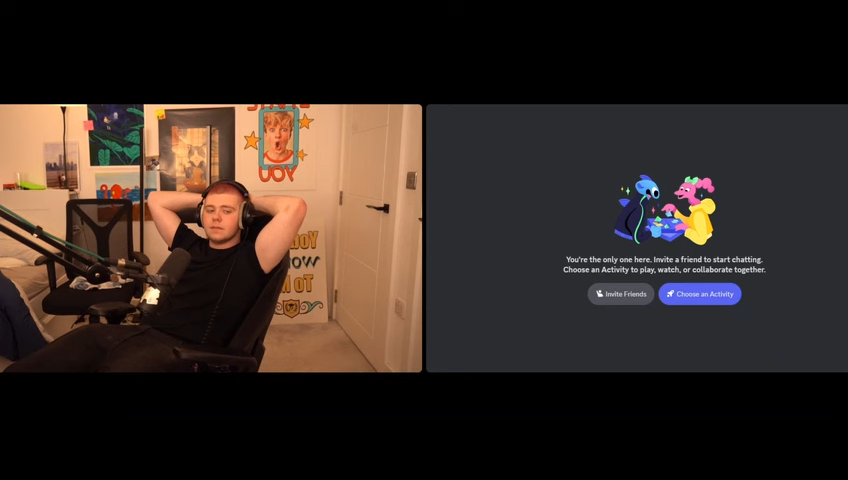 You're the only one here. Invite a friend to start chatting.
Choose an Activity to play, watch, or collaborate together.
Invite Friends
Choose an Activity